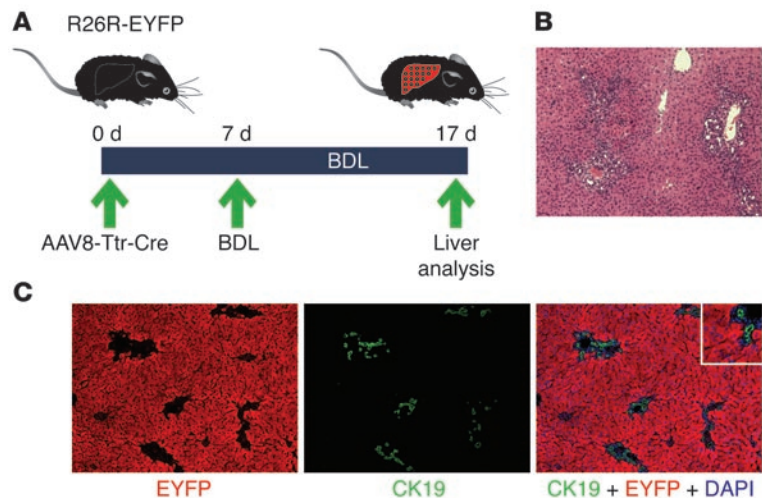 A
R26R-EYFP
0 d
7 d
17 d
BDL
AAV8-Ttr-Cre
BDL
Liver
analysis
B
C
EYFP
CK19
CK19 + EYFP + DAPI